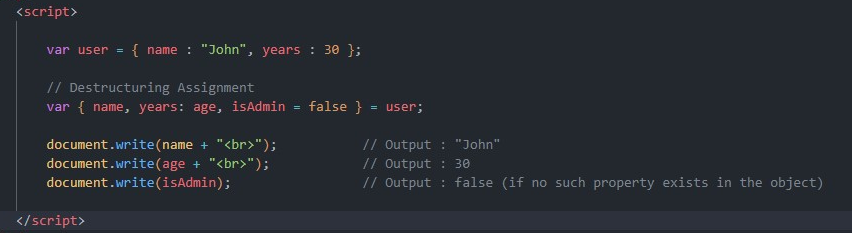 <script>
var user = { name : "John", years : 30 };
// Destructuring Assignment
var { name, years: age, isAdmin = false } = user;
document.write(name + "<br>"); // Output : "John"
document.write(age + "<br>"); // Output : 30
document.write(isAdmin); // Output : false (if no such property exists in the object)
</script>